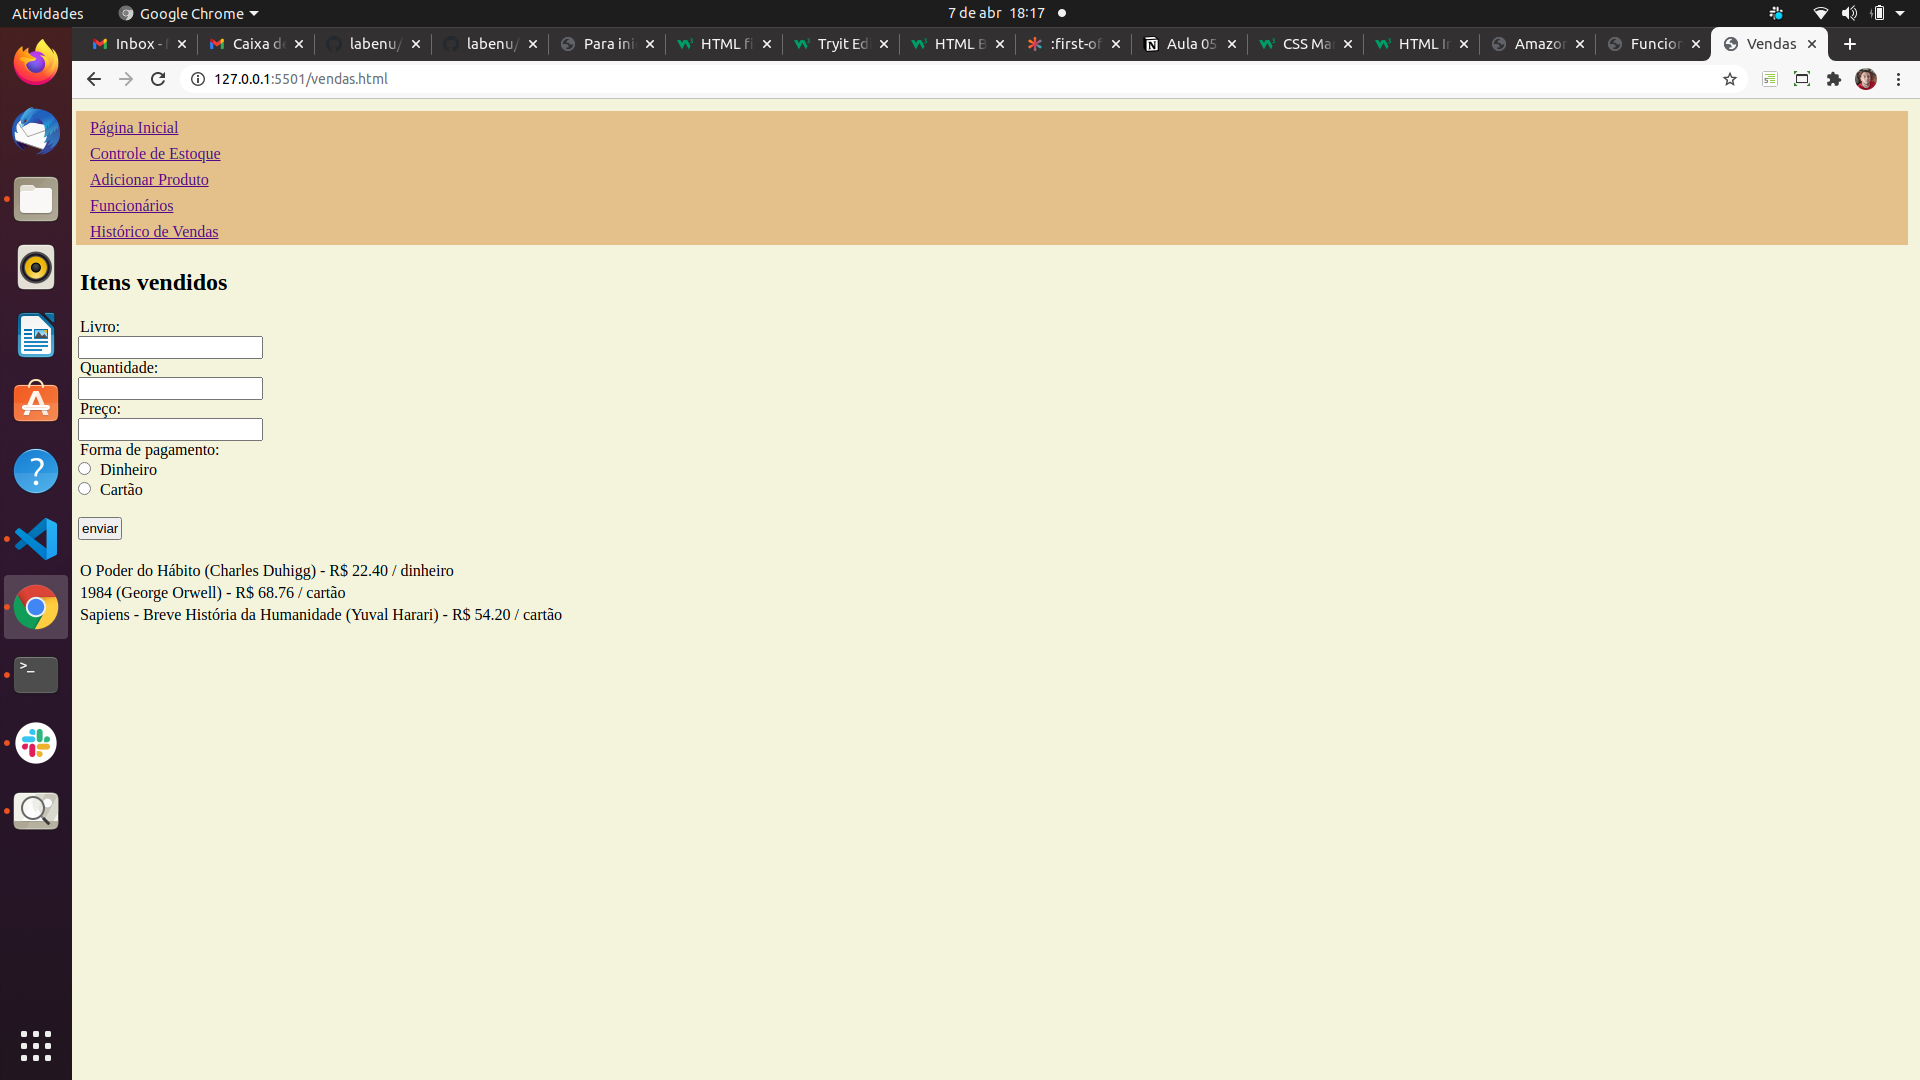 Atividades
Google Chrome
7 de abr 18:17
Inbox -
Caixa de
labenu/
labenu/
Para ini
HTML fi
Tryit Ed
HTML B
:first-of
Aula 05
CSS Ma
HTML In
Amazon
Funcior
Vendas
127.0.0.1:5501/vendas.html
Página Inicial
Controle de Estoque
Adicionar Produto
Funcionários
Histórico de Vendas
Itens vendidos
Livro:
Quantidade:
Preço:
Forma de pagamento:
Dinheiro
Cartão
enviar
O Poder do Hábito (Charles Duhigg) - R$ 22.40 / dinheiro
1984 (George Orwell) - R$ 68.76 / cartão
Sapiens - Breve História da Humanidade (Yuval Harari) - R$ 54.20 / cartão